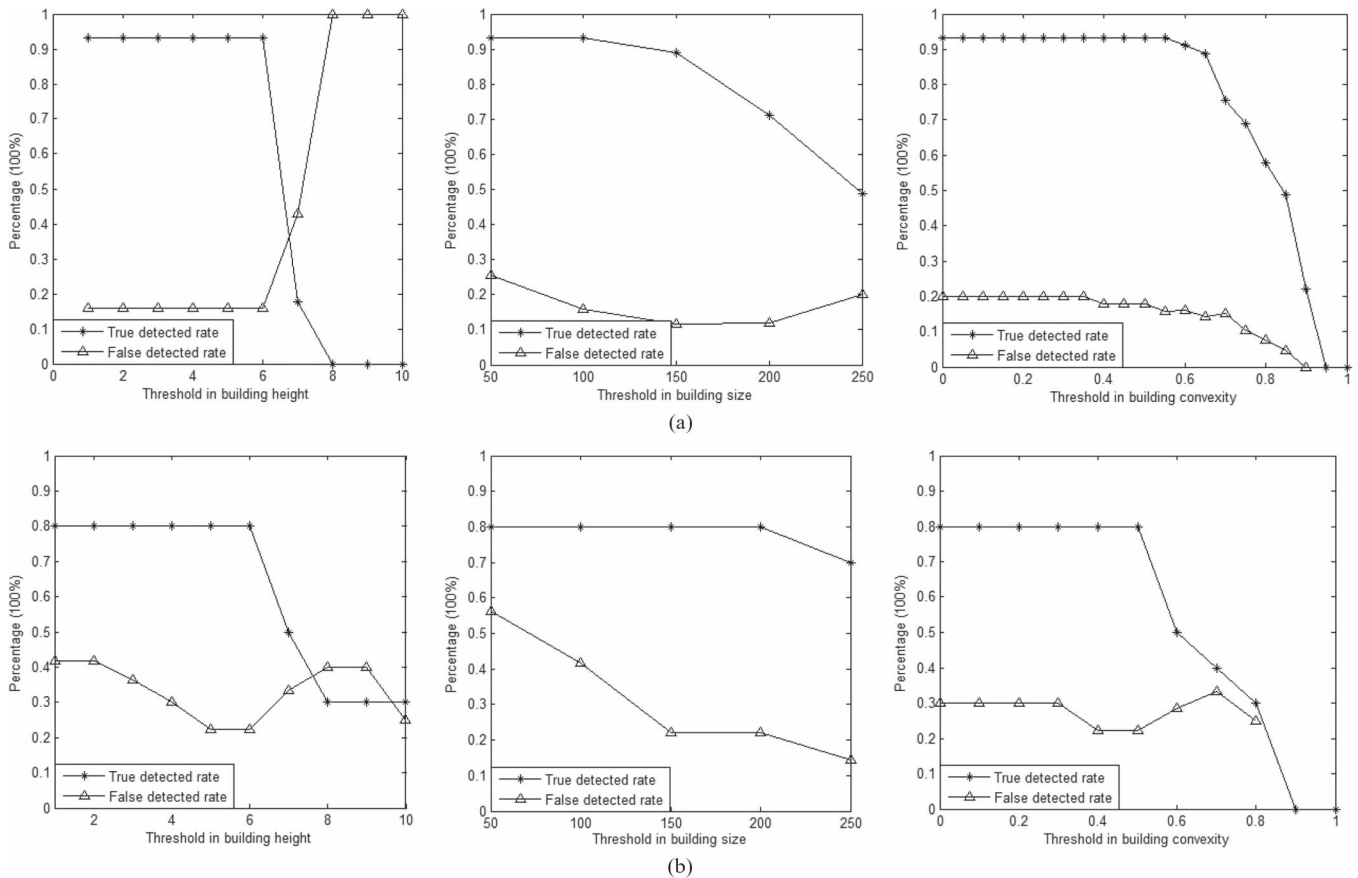 1
0.9
0.8
0.7
0.6
0.5
0.4
0.3
0.2
0.1
0
Percentage (100%)
True detected rate
False detected rate
0 2 4 6 8 10
Threshold in building height
1
0.9
0.8
0.7
0.6
0.5
0.4
0.3
0.2
0.1
0
Percentage (100%)
True detected rate
False detected rate
50 100 150 200 250
Threshold in building size
1
0.9
0.8
0.7
0.6
0.5
0.4
0.3
0.2
0.1
0
Percentage (100%)
True detected rate
False detected rate
0 0.2 0.4 0.6 0.8 1
Threshold in building convexity
(a)
1
0.9
0.8
0.7
0.6
0.5
0.4
0.3
0.2
0.1
0
Percentage (100%)
True detected rate
False detected rate
2 4 6 8 10
Threshold in building height
1
0.9
0.8
0.7
0.6
0.5
0.4
0.3
0.2
0.1
0
Percentage (100%)
True detected rate
False detected rate
50 100 150 200 250
Threshold in building size
1
0.9
0.8
0.7
0.6
0.5
0.4
0.3
0.2
0.1
0
Percentage (100%)
True detected rate
False detected rate
0 0.2 0.4 0.6 0.8 1
Threshold in building convexity
(b)